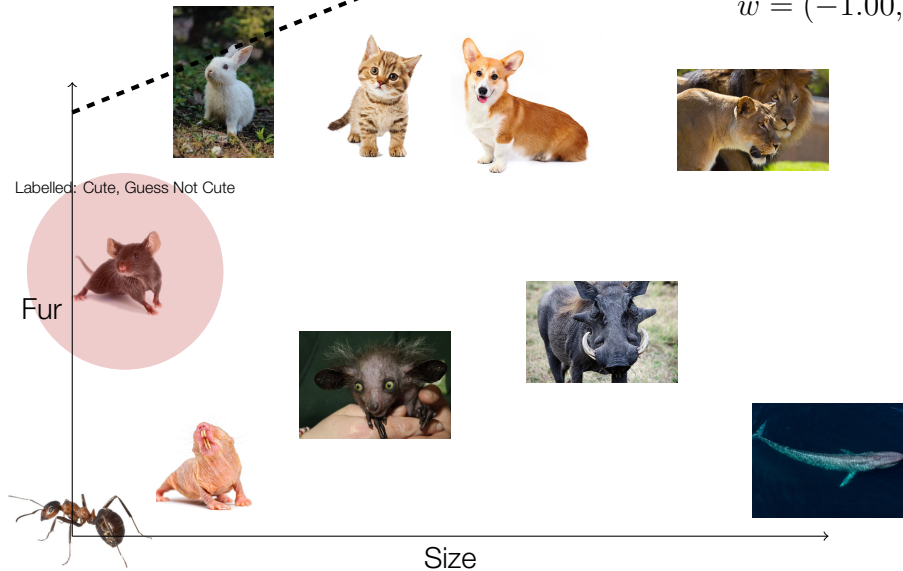 w = (−1.00,
Labelled: Cute, Guess Not Cute
Fur
Size